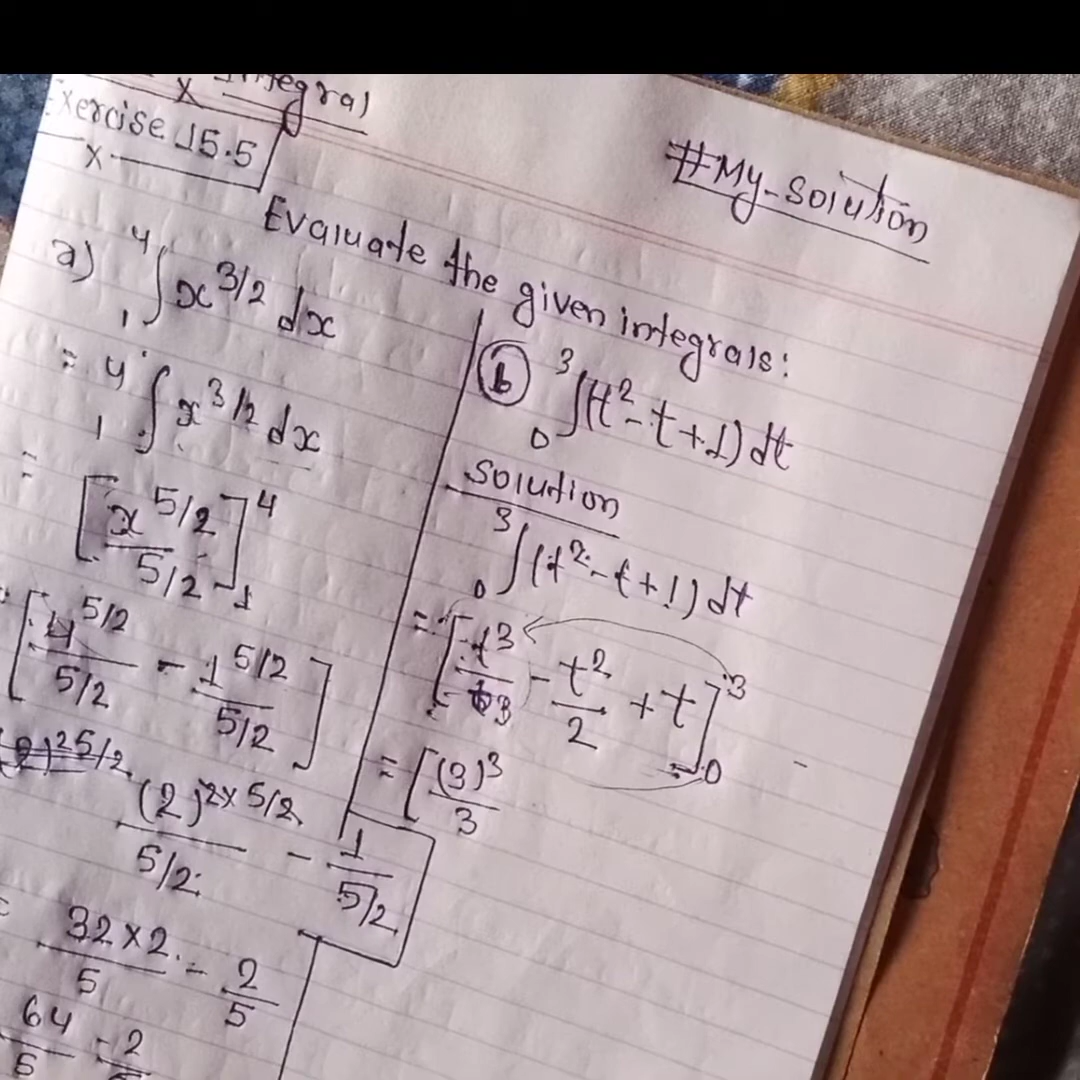 Integral
Exercise 15.5
#My-solution
Evaluate the given integrals:
a) ₁⁴∫x^3/2 dx
= ₁⁴∫x^3/2 dx
= [x^5/2 / 5/2]₁⁴
[4^5/2 / 5/2 - 1^5/2 / 5/2]
(2)^2×5/2 / 5/2 - 1 / 5/2
32×2 / 5 - 2/5
64/5 - 2
(b) ₀³∫(t²-t+1)dt
solution
₀³∫(t²-t+1)dt
= [t³/3 - t²/2 + t]₀³
= [(3)³/3